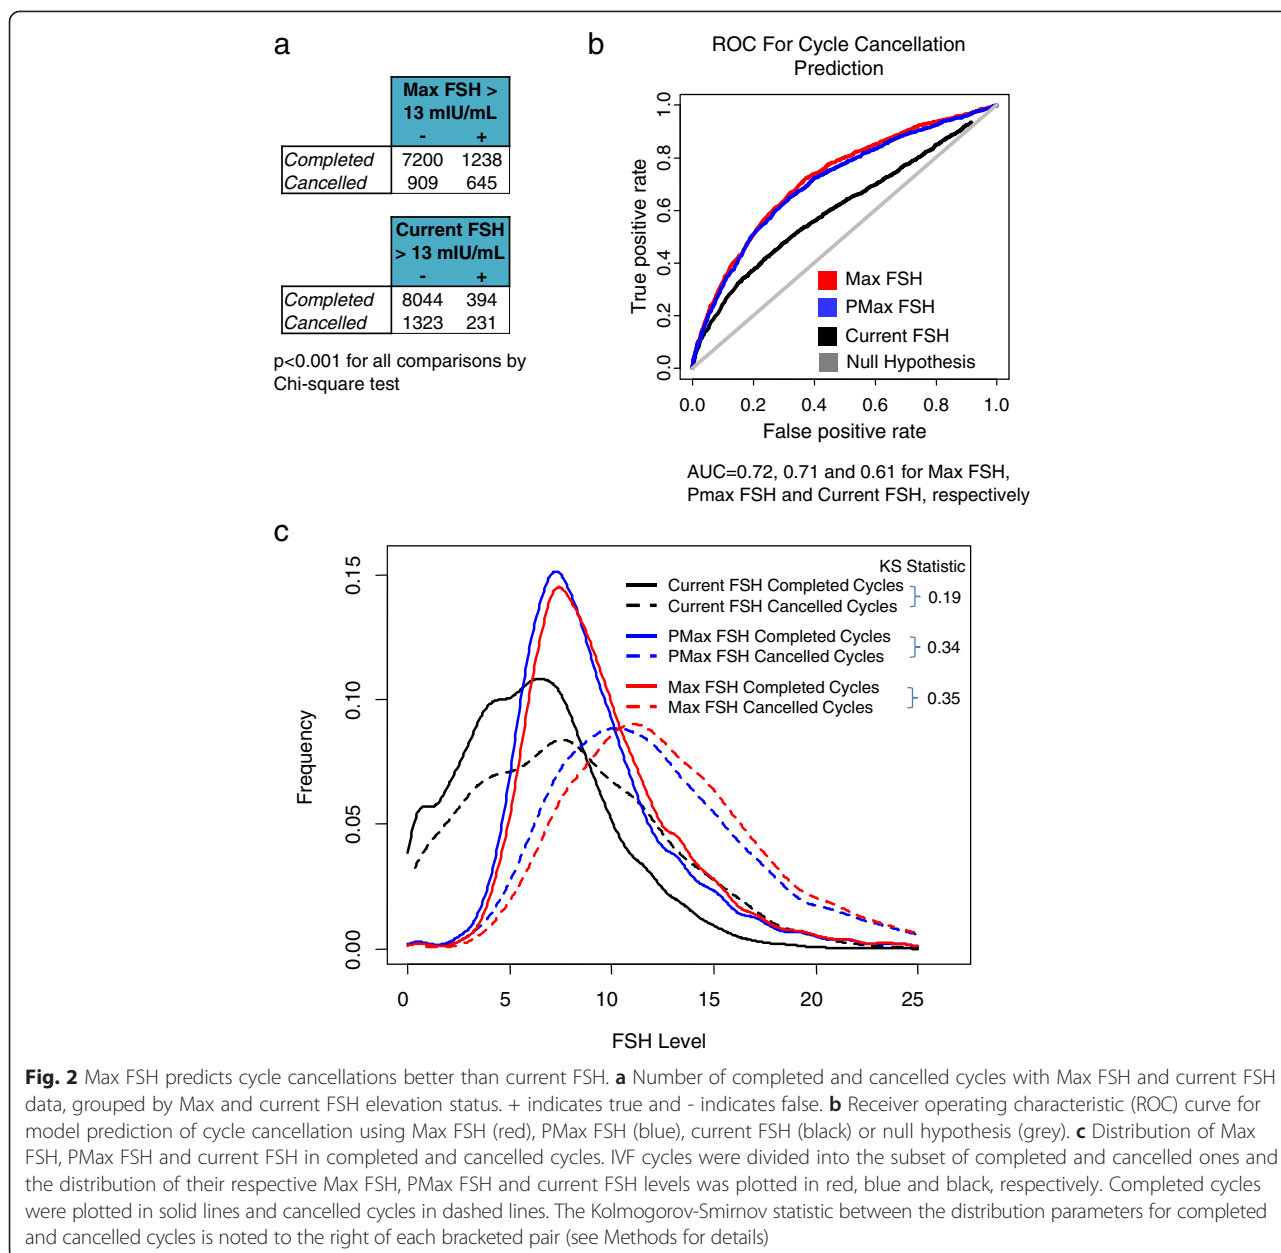 a
Max FSH >
13 mIU/mL
- +
Completed 7200 1238
Cancelled 909 645
Current FSH
> 13 mIU/mL
- +
Completed 8044 394
Cancelled 1323 231
p<0.001 for all comparisons by
Chi-square test
b
ROC For Cycle Cancellation
Prediction
True positive rate
1.0
0.8
0.6
0.4
0.2
0.0
Max FSH
PMax FSH
Current FSH
Null Hypothesis
0.0 0.2 0.4 0.6 0.8 1.0
False positive rate
AUC=0.72, 0.71 and 0.61 for Max FSH,
Pmax FSH and Current FSH, respectively
c
KS Statistic
Current FSH Completed Cycles
Current FSH Cancelled Cycles
0.19
PMax FSH Completed Cycles
PMax FSH Cancelled Cycles
0.34
Max FSH Completed Cycles
Max FSH Cancelled Cycles
0.35
Frequency
0.15
0.10
0.05
0.00
0 5 10 15 20 25
FSH Level
Fig. 2 Max FSH predicts cycle cancellations better than current FSH. a Number of completed and cancelled cycles with Max FSH and current FSH
data, grouped by Max and current FSH elevation status. + indicates true and - indicates false. b Receiver operating characteristic (ROC) curve for
model prediction of cycle cancellation using Max FSH (red), PMax FSH (blue), current FSH (black) or null hypothesis (grey). c Distribution of Max
FSH, PMax FSH and current FSH in completed and cancelled cycles. IVF cycles were divided into the subset of completed and cancelled ones and
the distribution of their respective Max FSH, PMax FSH and current FSH levels was plotted in red, blue and black, respectively. Completed cycles
were plotted in solid lines and cancelled cycles in dashed lines. The Kolmogorov-Smirnov statistic between the distribution parameters for completed
and cancelled cycles is noted to the right of each bracketed pair (see Methods for details)